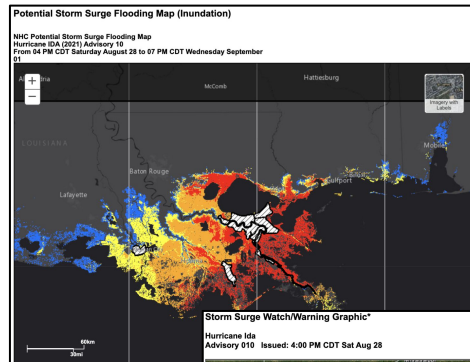 Potential Storm Surge Flooding Map (Inundation)
NHC Potential Storm Surge Flooding Map
Hurricane IDA (2021) Advisory 10
From 04 PM CDT Saturday August 28 to 07 PM CDT Wednesday September
01
+
−
McComb
Hattiesburg
Imagery with
Labels
LOUISIANA
Baton Rouge
Mobile
Lafayette
Gulfport
Houma
60km
30mi
Storm Surge Watch/Warning Graphic*
Hurricane Ida
Advisory 010 Issued: 4:00 PM CDT Sat Aug 28